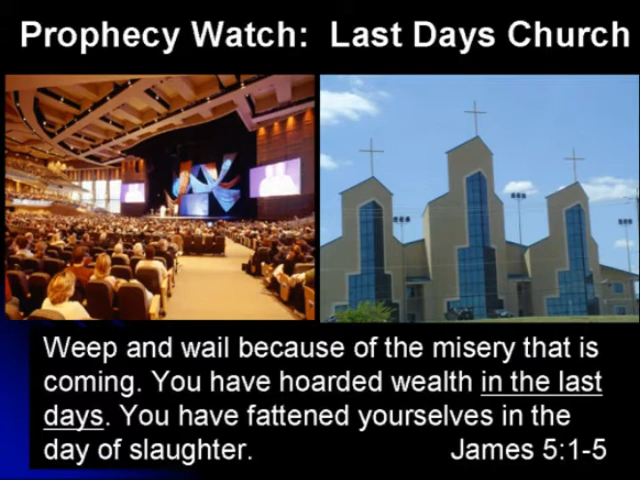 Prophecy Watch: Last Days Church
Weep and wail because of the misery that is
coming. You have hoarded wealth in the last
days. You have fattened yourselves in the
day of slaughter. James 5:1-5